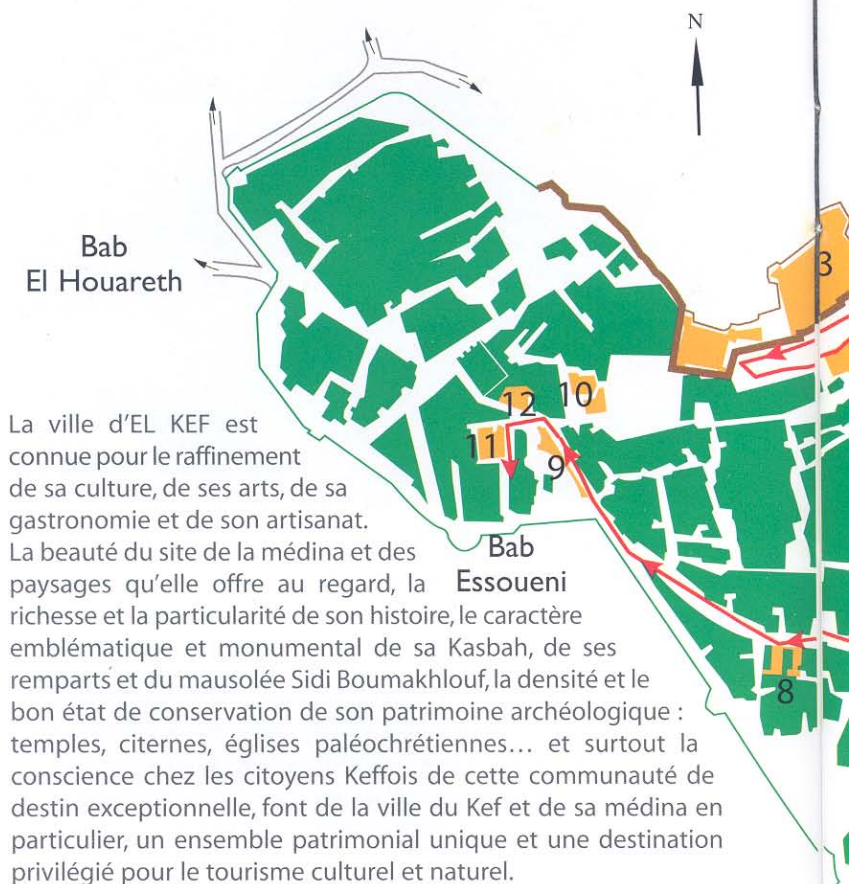 N
Bab
El Houareth
3
10
12
11
9
Bab
Essoueni
8
La ville d'EL KEF est
connue pour le raffinement
de sa culture, de ses arts, de sa
gastronomie et de son artisanat.
La beauté du site de la médina et des
paysages qu'elle offre au regard, la
richesse et la particularité de son histoire, le caractère
emblématique et monumental de sa Kasbah, de ses
remparts et du mausolée Sidi Boumakhlouf, la densité et le
bon état de conservation de son patrimoine archéologique :
temples, citernes, églises paléochrétiennes... et surtout la
conscience chez les citoyens Keffois de cette communauté de
destin exceptionnelle, font de la ville du Kef et de sa médina en
particulier, un ensemble patrimonial unique et une destination
privilégié pour le tourisme culturel et naturel.